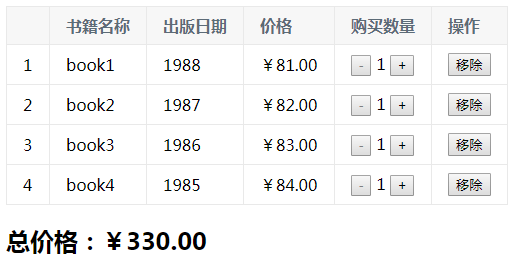 书籍名称 出版日期 价格 购买数量 操作
1 book1 1988 ￥81.00 - 1 + 移除
2 book2 1987 ￥82.00 - 1 + 移除
3 book3 1986 ￥83.00 - 1 + 移除
4 book4 1985 ￥84.00 - 1 + 移除
总价格：￥330.00